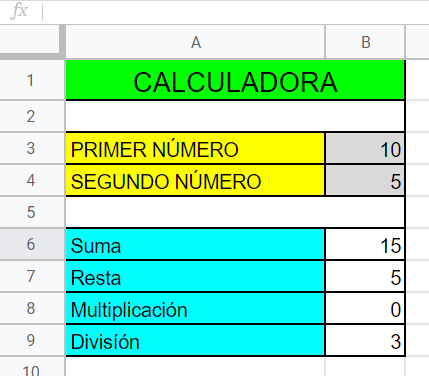 fx
A B
1 CALCULADORA
2
3 PRIMER NÚMERO 10
4 SEGUNDO NÚMERO 5
5
6 Suma 15
7 Resta 5
8 Multiplicación 0
9 Divisíón 3
10